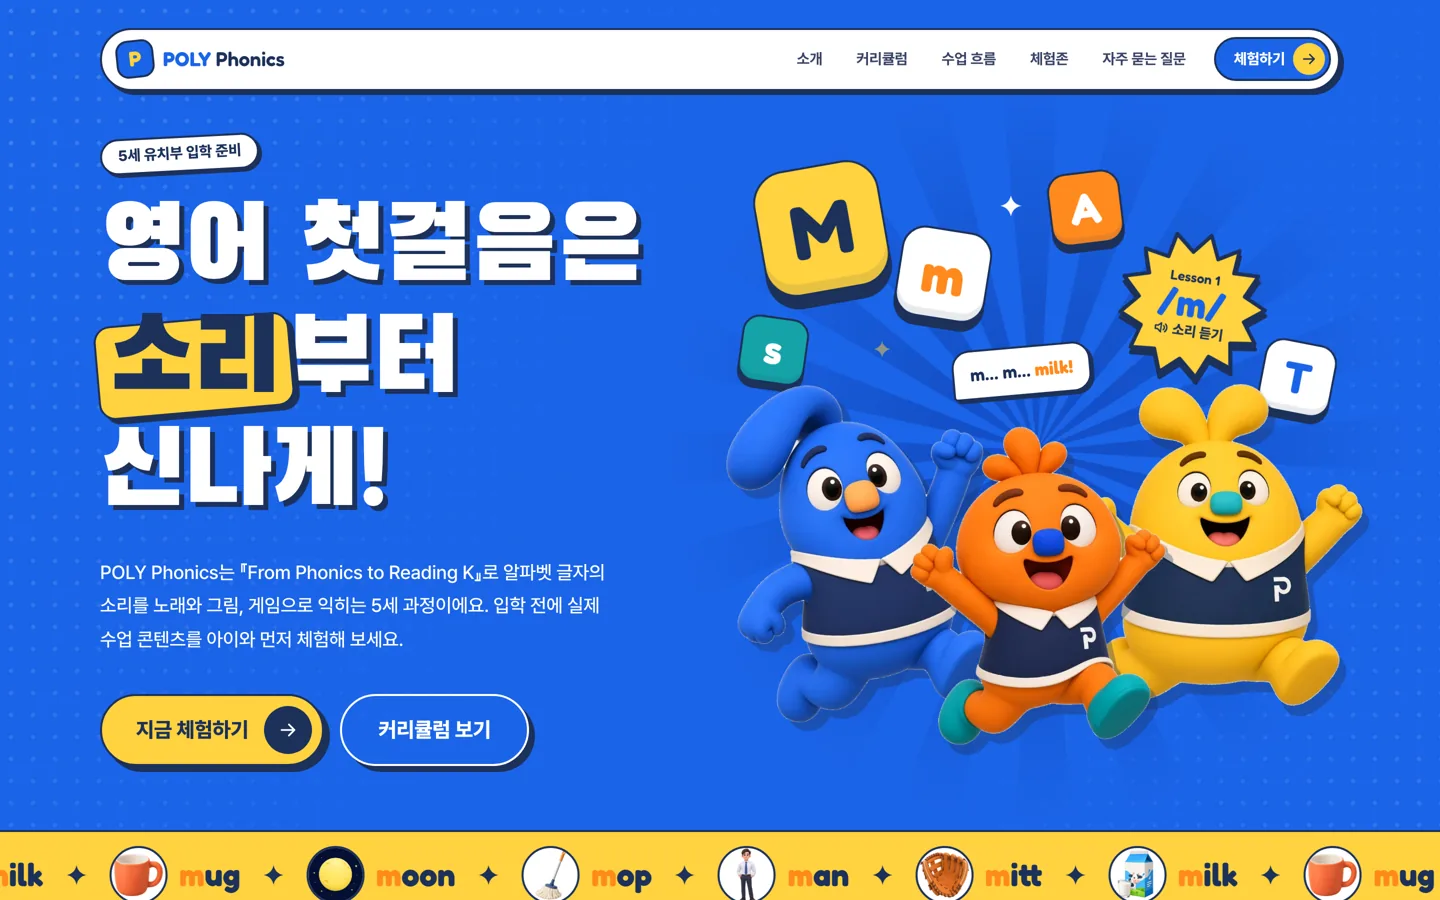 P POLY Phonics 소개 커리큘럼 수업 흐름 체험존 자주 묻는 질문 체험하기
5세 유치부 입학 준비
영어 첫걸음은
소리부터
신나게!
POLY Phonics는 『From Phonics to Reading K』로 알파벳 글자의
소리를 노래와 그림, 게임으로 익히는 5세 과정이에요. 입학 전에 실제
수업 콘텐츠를 아이와 먼저 체험해 보세요.
지금 체험하기
커리큘럼 보기
M
m
A
s
T
Lesson 1
/m/
소리 듣기
m... m... milk!
P
P
milk mug moon mop man mitt milk mug